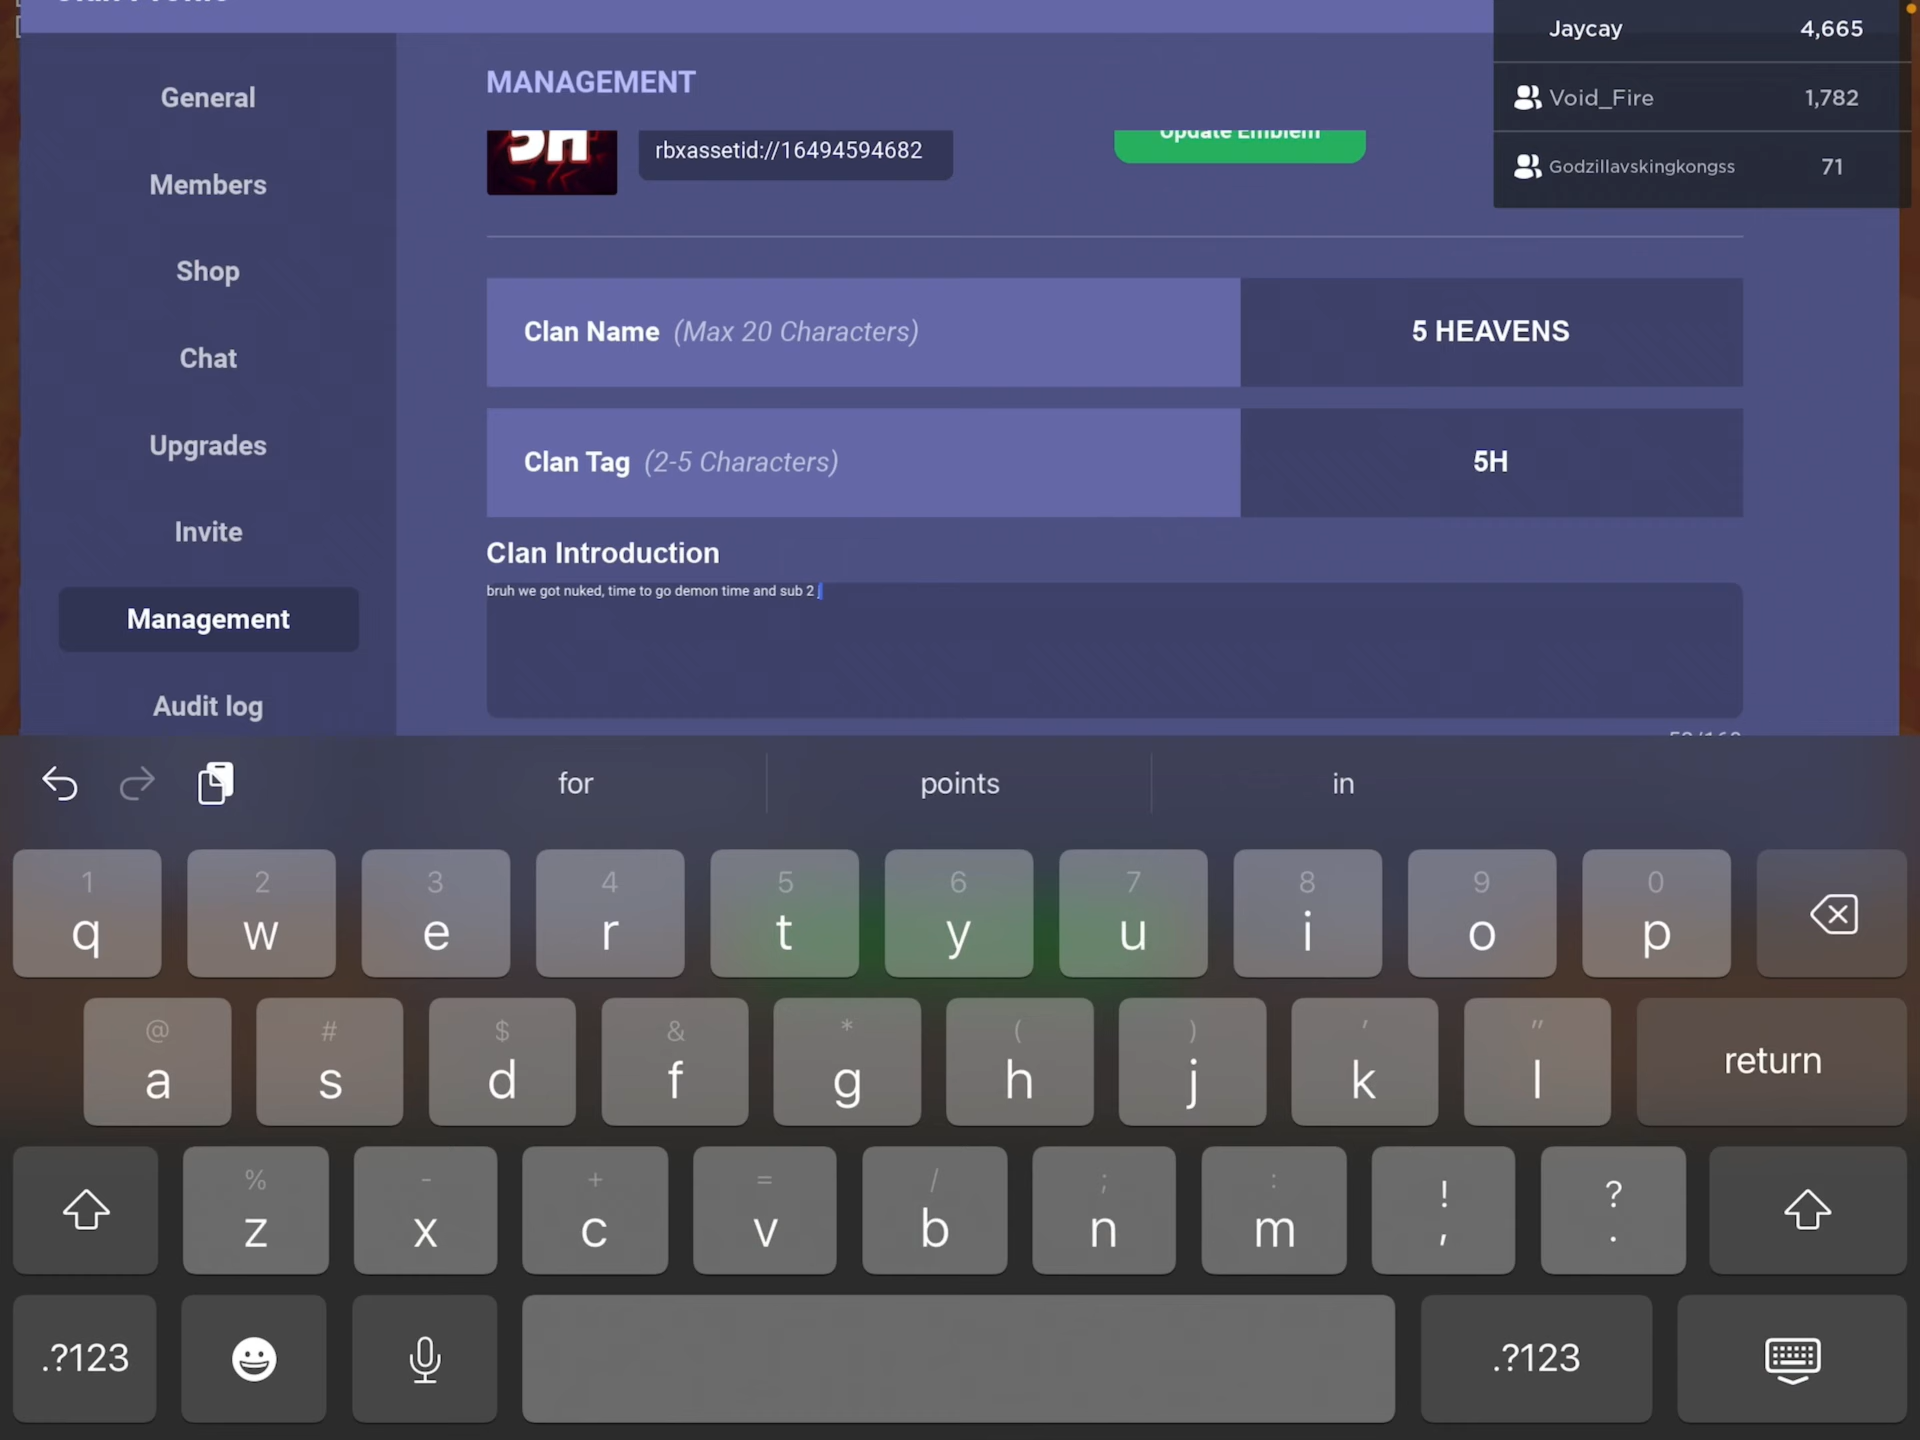 Jaycay 4,665
General
MANAGEMENT
Void_Fire 1,782
5H rbxassetid://16494594682 Update Emblem
Godzillavskingkongss 71
Members
Shop
Clan Name (Max 20 Characters) 5 HEAVENS
Chat
Upgrades
Clan Tag (2-5 Characters) 5H
Invite
Clan Introduction
bruh we got nuked, time to go demon time and sub 2 j
Management
Audit log
for points in
1 2 3 4 5 6 7 8 9 0
q w e r t y u i o p
@ # $ & * ( ) ' "
a s d f g h j k l return
% - + = / ; : ! ?
z x c v b n m , .
.?123 .?123